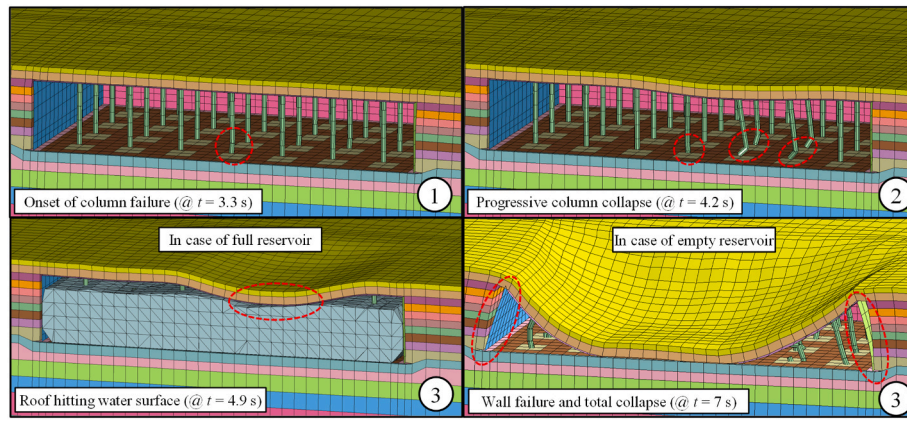 Onset of column failure (@ t = 3.3 s)
1
Progressive column collapse (@ t = 4.2 s)
2
In case of full reservoir
Roof hitting water surface (@ t = 4.9 s)
3
In case of empty reservoir
Wall failure and total collapse (@ t = 7 s)
3